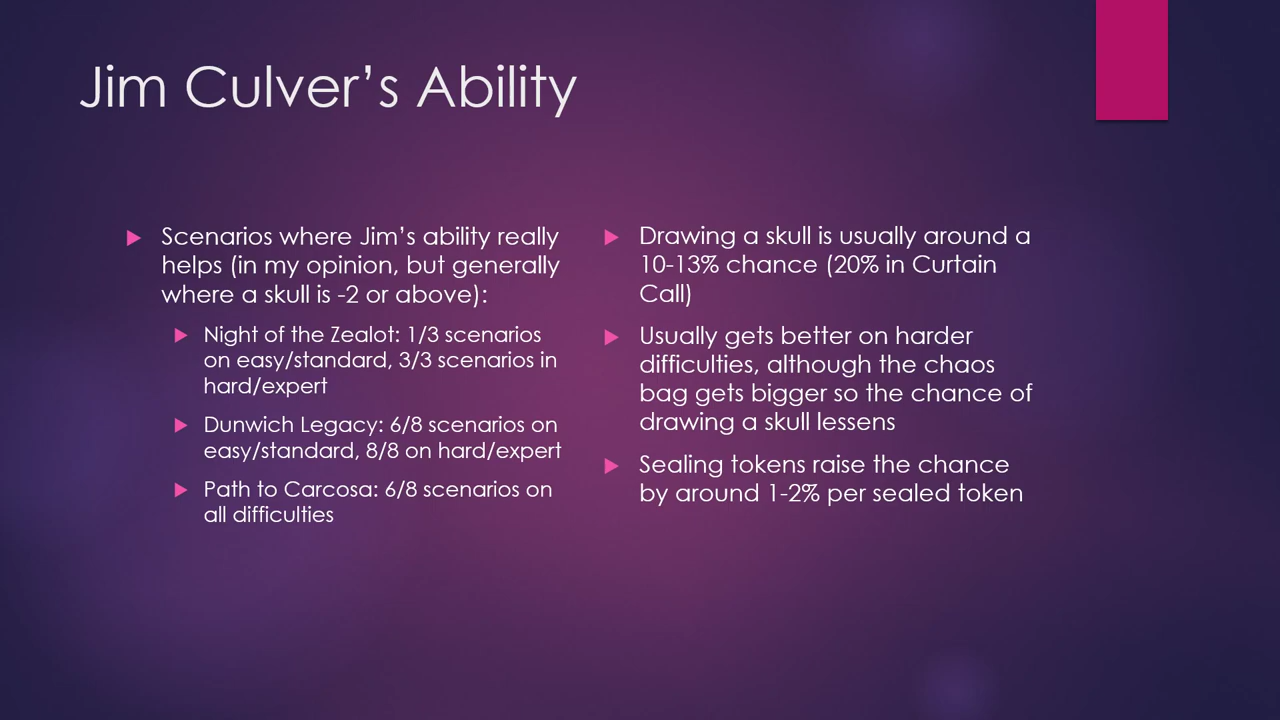 Jim Culver’s Ability
Scenarios where Jim’s ability really
helps (in my opinion, but generally
where a skull is -2 or above):
Night of the Zealot: 1/3 scenarios
on easy/standard, 3/3 scenarios in
hard/expert
Dunwich Legacy: 6/8 scenarios on
easy/standard, 8/8 on hard/expert
Path to Carcosa: 6/8 scenarios on
all difficulties
Drawing a skull is usually around a
10-13% chance (20% in Curtain
Call)
Usually gets better on harder
difficulties, although the chaos
bag gets bigger so the chance of
drawing a skull lessens
Sealing tokens raise the chance
by around 1-2% per sealed token